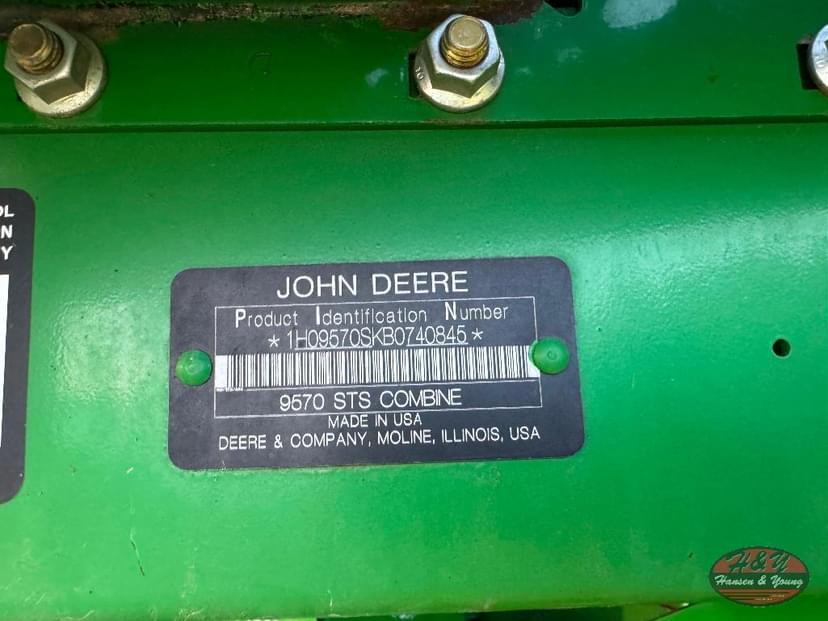 OL
N
Y
JOHN DEERE
Product Identification Number
*1H09570SKB0740845*
9570 STS COMBINE
MADE IN USA
DEERE & COMPANY, MOLINE, ILLINOIS, USA
H&Y
Hansen & Young